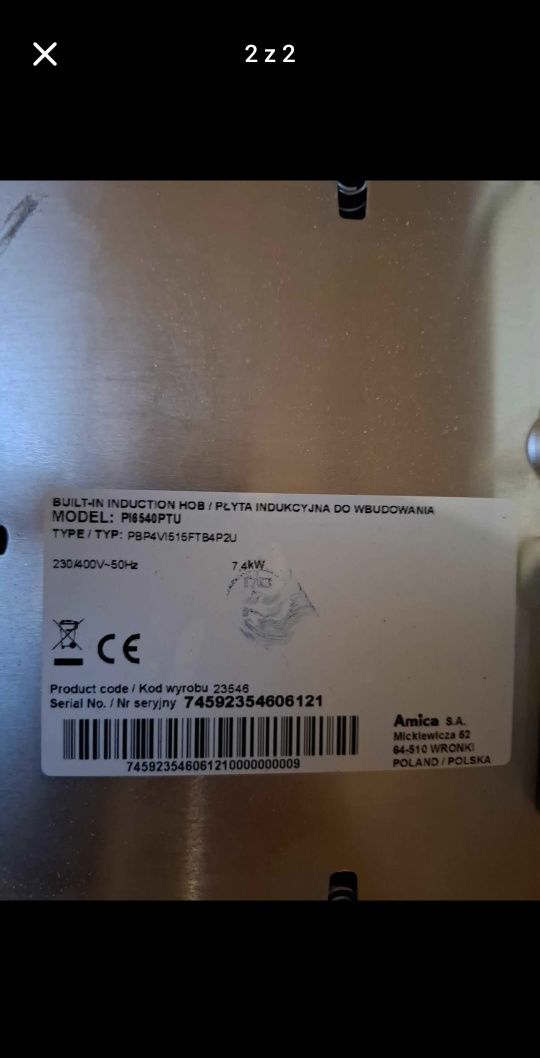 2 z 2
BUILT-IN INDUCTION HOB / PŁYTA INDUKCYJNA DO WBUDOWANIA
MODEL: PI6540PTU
TYPE / TYP: PBP4VI515FTB4P2U
230/400V~50Hz 7,4kW
CE
Product code / Kod wyrobu 23546
Serial No. / Nr seryjny 74592354606121
745923546061210000000009
Amica S.A.
Mickiewicza 52
64-510 WRONKI
POLAND / POLSKA